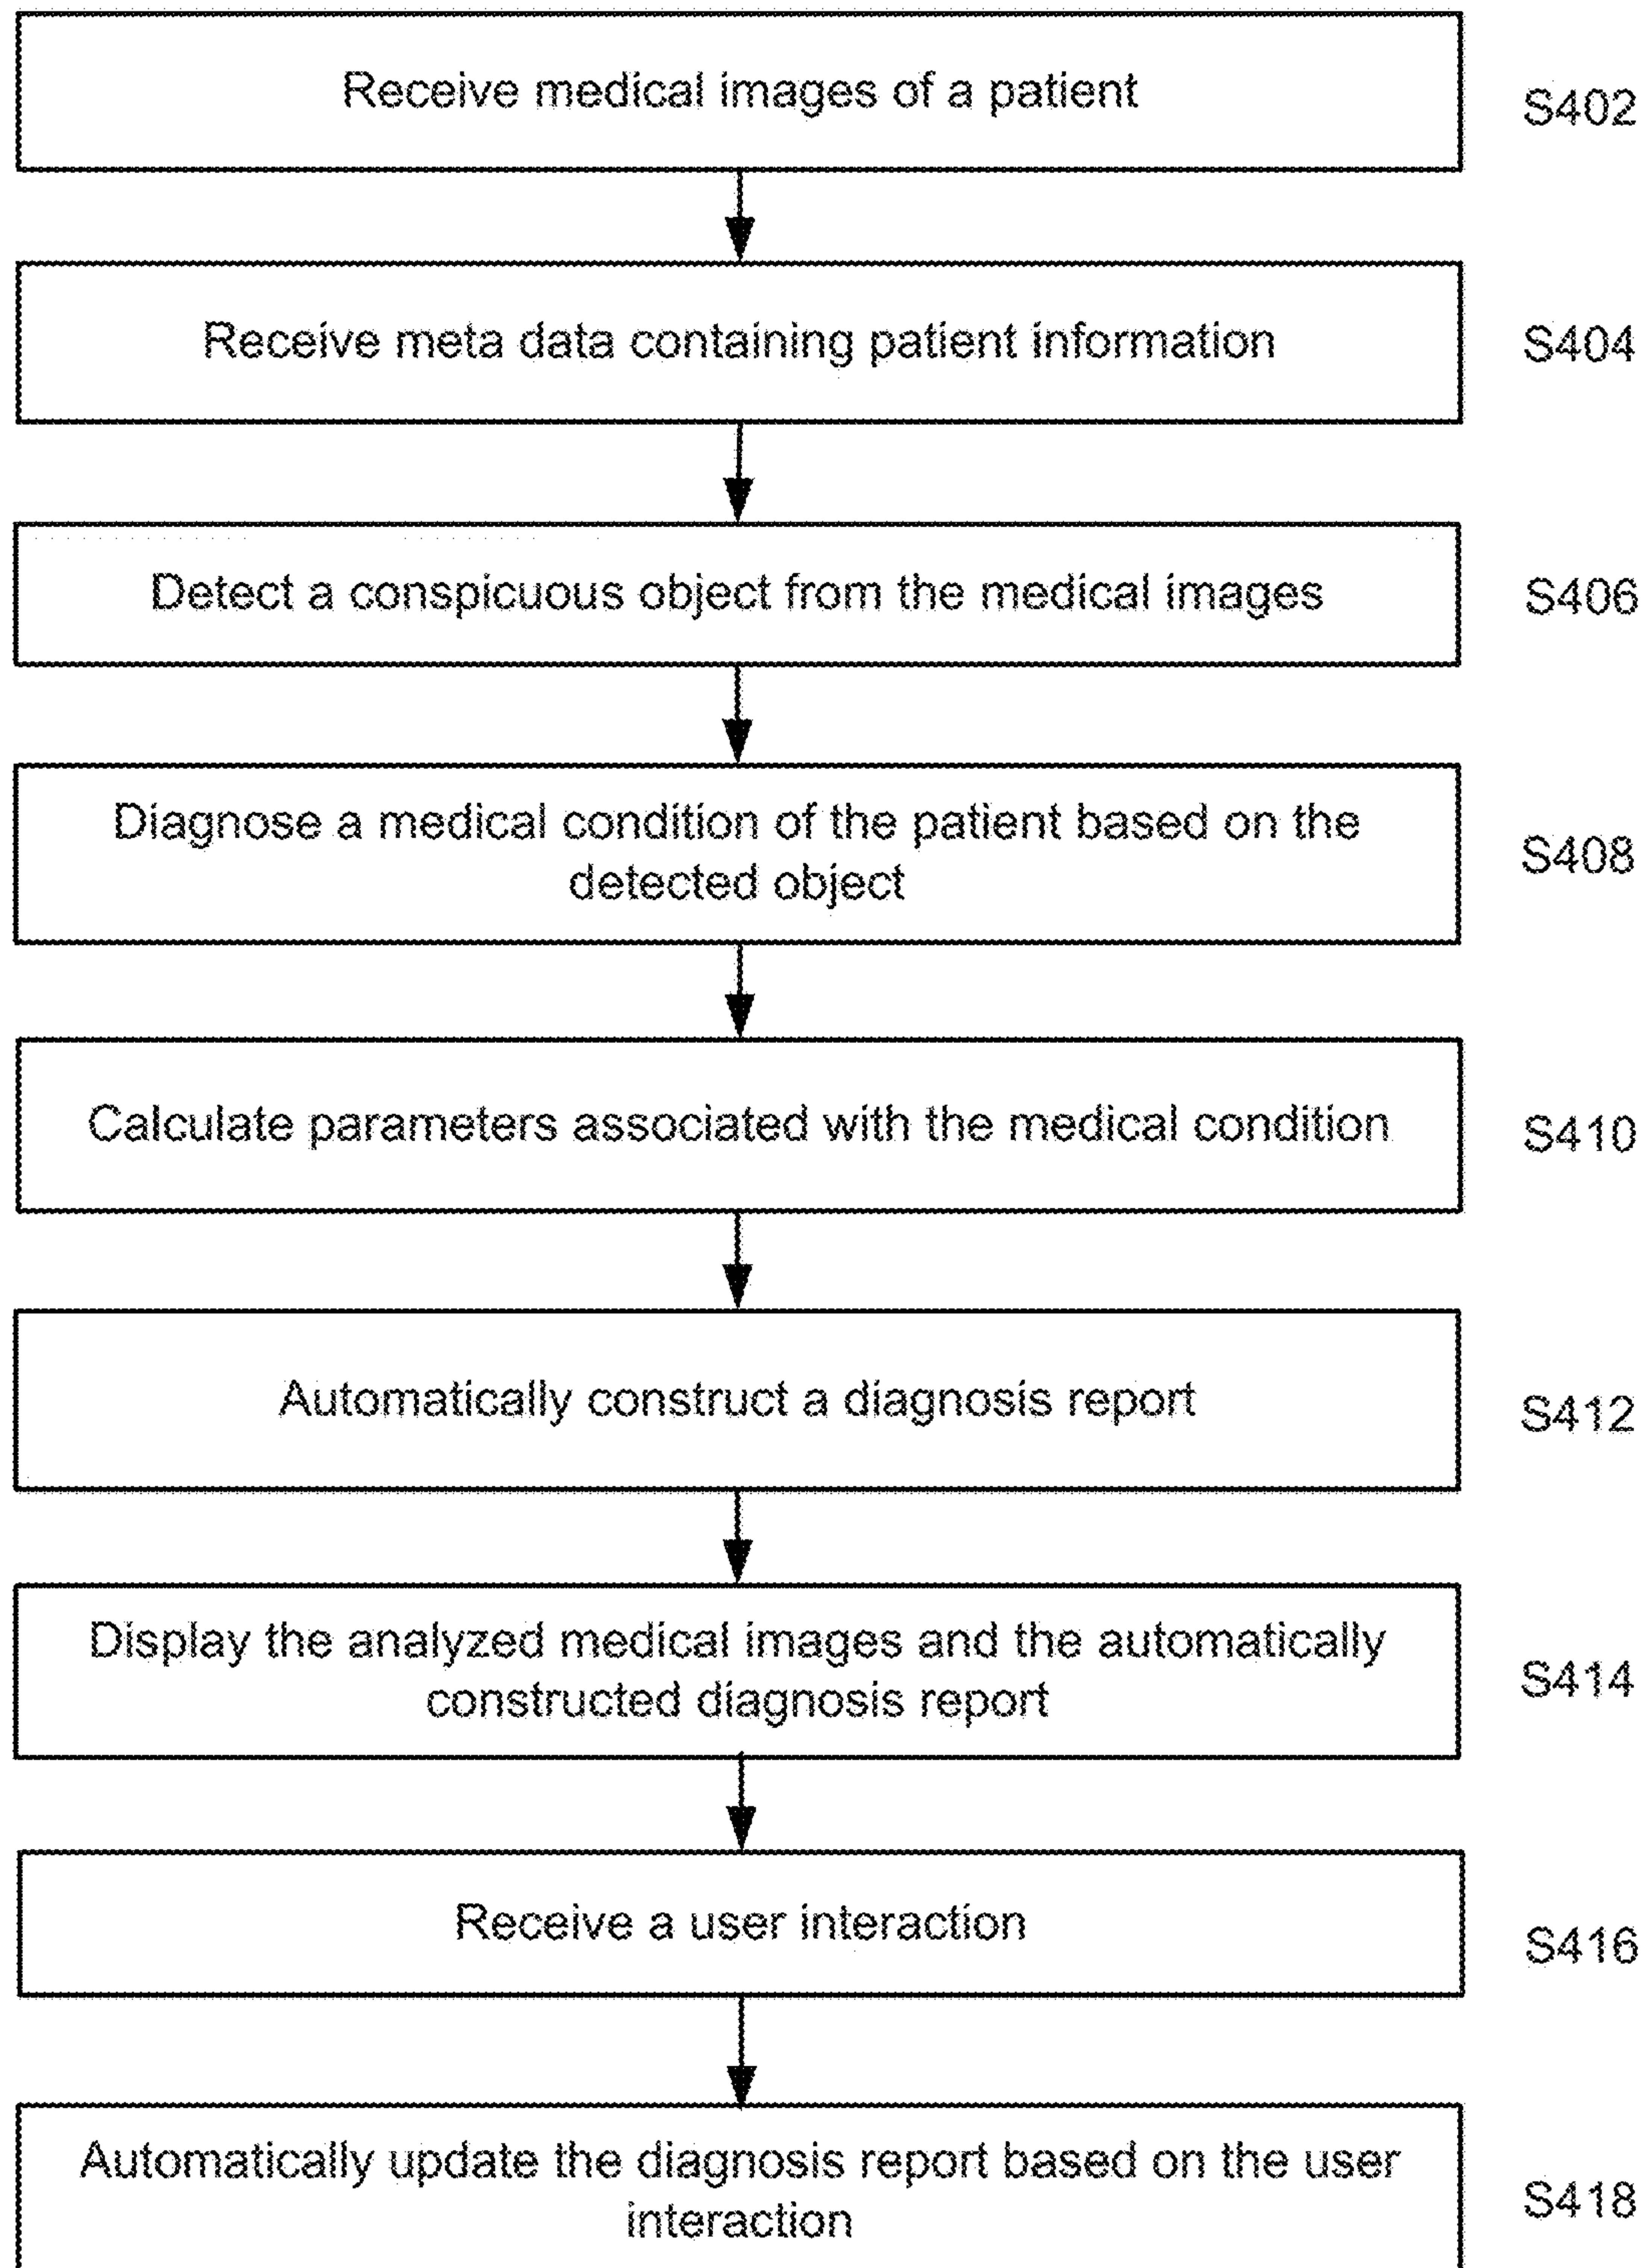 Receive medical images of a patient
S402
Receive meta data containing patient information
S404
Detect a conspicuous object from the medical images
S406
Diagnose a medical condition of the patient based on the
detected object
S408
Calculate parameters associated with the medical condition
S410
Automatically construct a diagnosis report
S412
Display the analyzed medical images and the automatically
constructed diagnosis report
S414
Receive a user interaction
S416
Automatically update the diagnosis report based on the user
interaction
S418